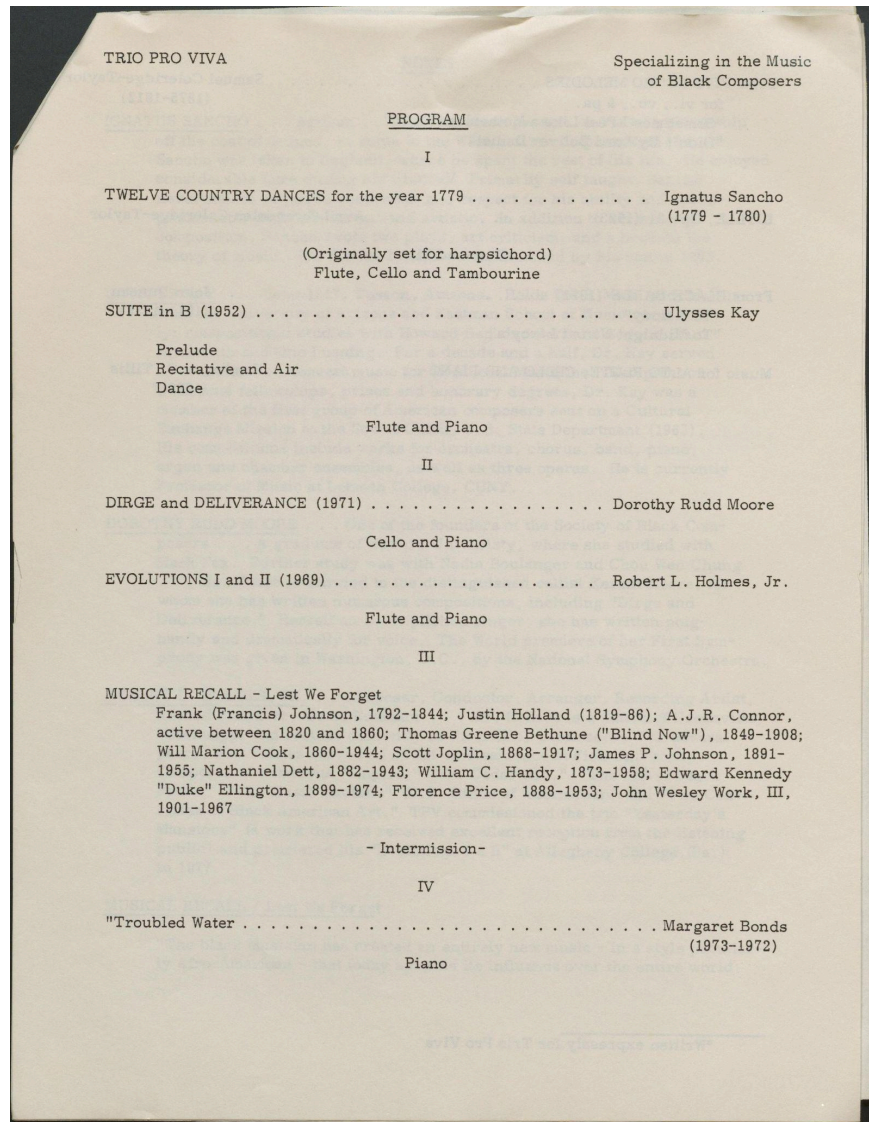 TRIO PRO VIVA
Specializing in the Music
of Black Composers
PROGRAM
I
TWELVE COUNTRY DANCES for the year 1779 . . . . . . . . . . . . . . Ignatus Sancho
(1779 - 1780)
(Originally set for harpsichord)
Flute, Cello and Tambourine
SUITE in B (1952) . . . . . . . . . . . . . . . . . . . . . . . . . . . . . . Ulysses Kay
Prelude
Recitative and Air
Dance
Flute and Piano
II
DIRGE and DELIVERANCE (1971) . . . . . . . . . . . . . . . . . . Dorothy Rudd Moore
Cello and Piano
EVOLUTIONS I and II (1969) . . . . . . . . . . . . . . . . . . . . . Robert L. Holmes, Jr.
Flute and Piano
III
MUSICAL RECALL - Lest We Forget
Frank (Francis) Johnson, 1792-1844; Justin Holland (1819-86); A.J.R. Connor,
active between 1820 and 1860; Thomas Greene Bethune ("Blind Now"), 1849-1908;
Will Marion Cook, 1860-1944; Scott Joplin, 1868-1917; James P. Johnson, 1891-
1955; Nathaniel Dett, 1882-1943; William C. Handy, 1873-1958; Edward Kennedy
"Duke" Ellington, 1899-1974; Florence Price, 1888-1953; John Wesley Work, III,
1901-1967
- Intermission-
IV
"Troubled Water . . . . . . . . . . . . . . . . . . . . . . . . . . . . . . . Margaret Bonds
(1973-1972)
Piano